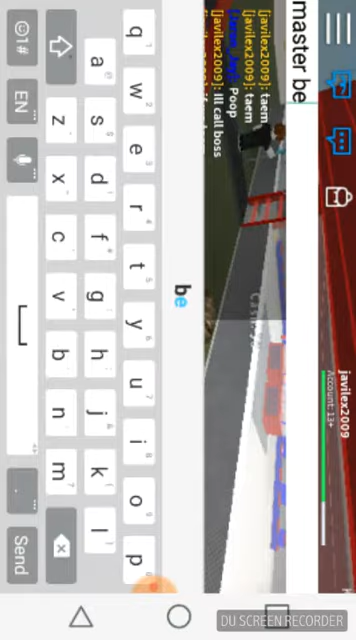 javilex2009
Account: 13+
master be
[javilex2009]: taem
[javilex2009]: taem
Poop
[javilex2009]: Ill call boss
be
q w e r t y u i o p
a s d f g h j k l
z x c v b n m
EN
Send
DU SCREEN RECORDER